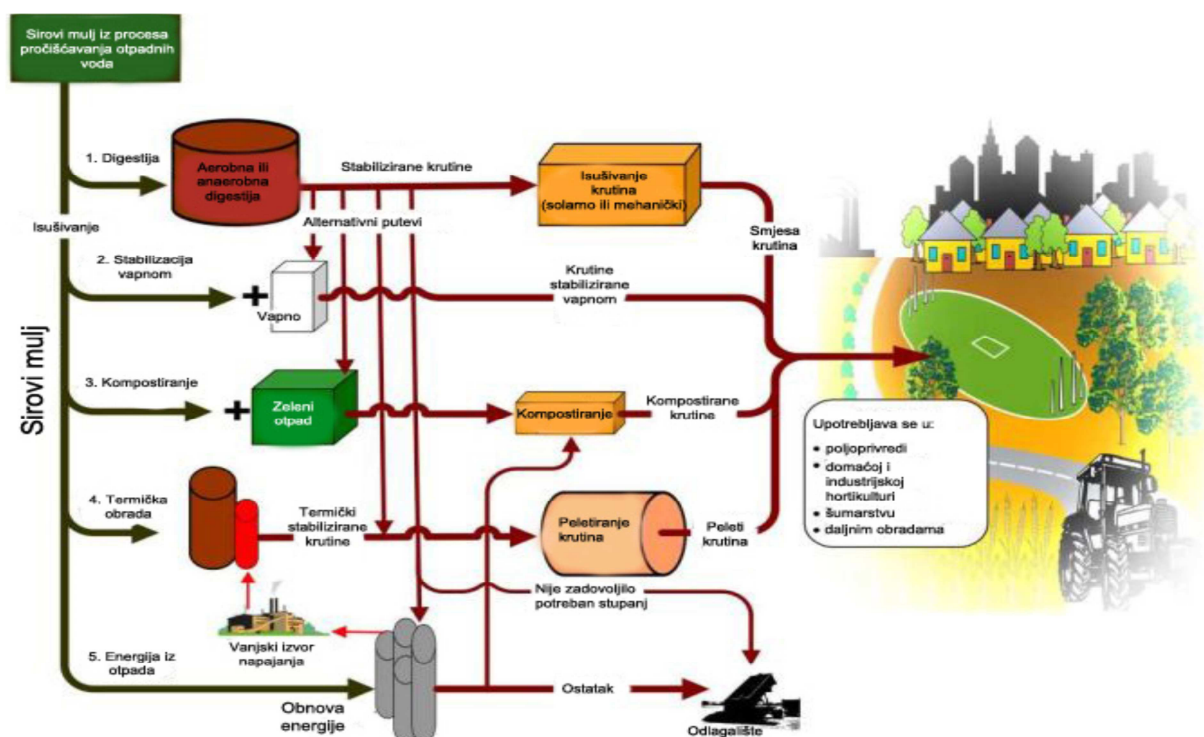 Sirovi mulj iz procesa
pročišćavanja otpadnih
voda
1. Digestija
Aerobna ili
anaerobna
digestija
Stabilizirane krutine
Isušivanje
krutina
(solarno ili mehanički)
Alternativni putevi
Smjesa
krutina
Isušivanje
2. Stabilizacija
vapnom
+
Vapno
Krutine
stabilizirane
vapnom
Sirovi mulj
3. Kompostiranje
+
Zeleni
otpad
Kompostiranje
Kompostirane
krutine
Upotrebljava se u:
• poljoprivredi
• domaćoj i
industrijskoj
hortikulturi
• šumarstvu
• daljnim obradama
4. Termička
obrada
Termički
stabilizirane
krutine
Peletiranje
krutina
Peleti
krutina
Nije zadovoljilo
potreban stupanj
Vanjski izvor
napajanja
5. Energija iz
otpada
Obnova
energije
Ostatak
Odlagalište